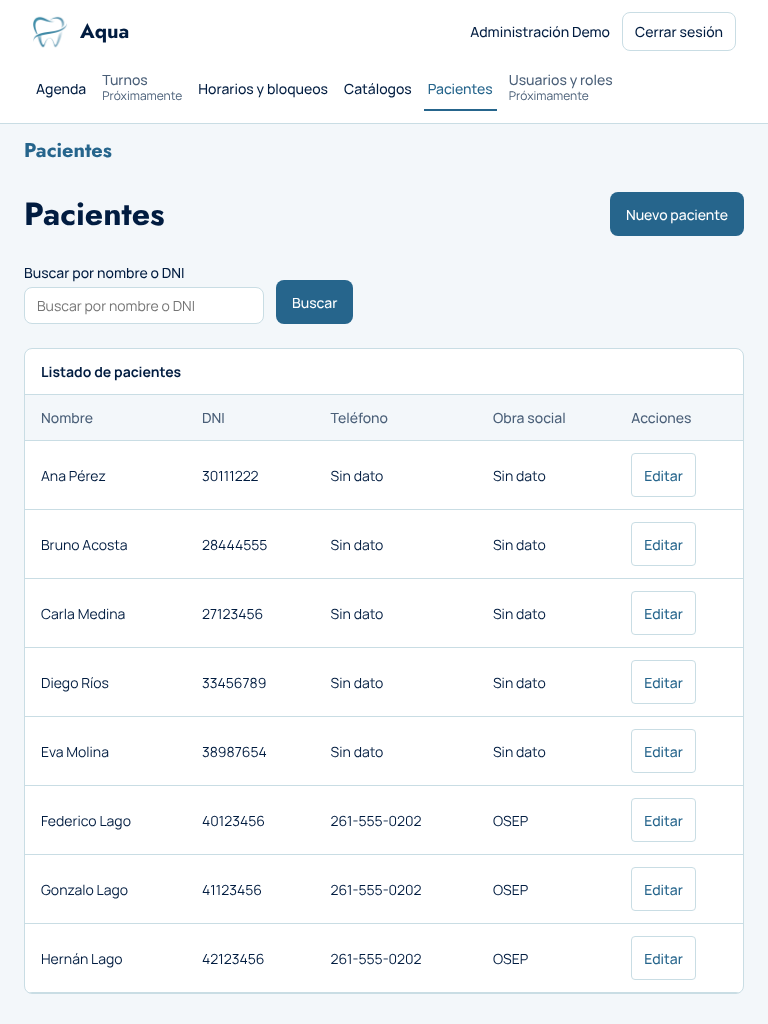 Aqua
Administración Demo
Cerrar sesión
Agenda
Turnos
Próximamente
Horarios y bloqueos
Catálogos
Pacientes
Usuarios y roles
Próximamente
Pacientes
Pacientes
Nuevo paciente
Buscar por nombre o DNI
Buscar por nombre o DNI
Buscar
Listado de pacientes
Nombre DNI Teléfono Obra social Acciones
Ana Pérez 30111222 Sin dato Sin dato Editar
Bruno Acosta 28444555 Sin dato Sin dato Editar
Carla Medina 27123456 Sin dato Sin dato Editar
Diego Ríos 33456789 Sin dato Sin dato Editar
Eva Molina 38987654 Sin dato Sin dato Editar
Federico Lago 40123456 261-555-0202 OSEP Editar
Gonzalo Lago 41123456 261-555-0202 OSEP Editar
Hernán Lago 42123456 261-555-0202 OSEP Editar